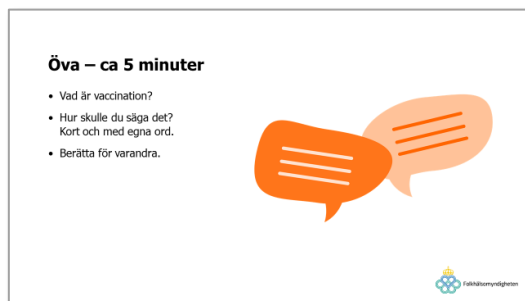 Öva – ca 5 minuter
• Vad är vaccination?
• Hur skulle du säga det?
Kort och med egna ord.
• Berätta för varandra.
Folkhälsomyndigheten